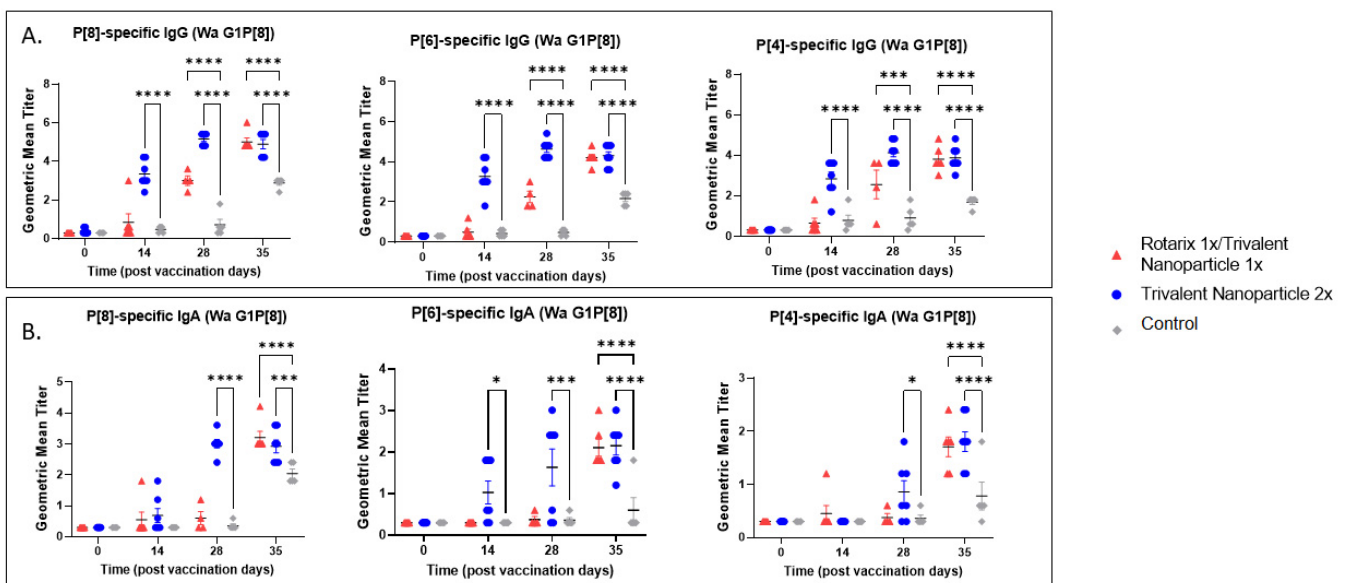 A.
P[8]-specific IgG (Wa G1P[8])
Geometric Mean Titer
8
6
4
2
0
****
****
****
****
****
0 14 28 35
Time (post vaccination days)
P[6]-specific IgG (Wa G1P[8])
Geometric Mean Titer
8
6
4
2
0
****
****
****
****
****
0 14 28 35
Time (post vaccination days)
P[4]-specific IgG (Wa G1P[8])
Geometric Mean Titer
8
6
4
2
0
****
***
****
****
****
0 14 28 35
Time (post vaccination days)
B.
P[8]-specific IgA (Wa G1P[8])
Geometric Mean Titer
5
4
3
2
1
0
****
****
***
0 14 28 35
Time (post vaccination days)
P[6]-specific IgA (Wa G1P[8])
Geometric Mean Titer
4
3
2
1
0
*
***
****
****
0 14 28 35
Time (post vaccination days)
P[4]-specific IgA (Wa G1P[8])
Geometric Mean Titer
3
2
1
0
*
****
****
0 14 28 35
Time (post vaccination days)
Rotarix 1x/Trivalent
Nanoparticle 1x
Trivalent Nanoparticle 2x
Control